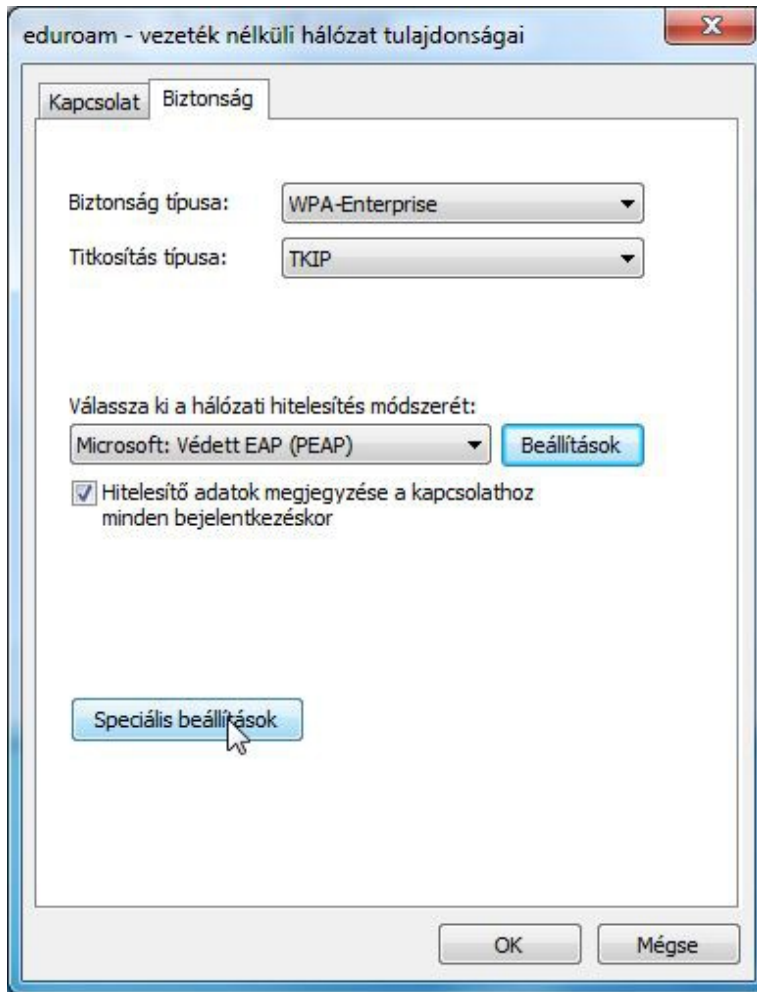 eduroam - vezeték nélküli hálózat tulajdonságai
Kapcsolat
Biztonság
Biztonság típusa:
WPA-Enterprise
Titkosítás típusa:
TKIP
Válassza ki a hálózati hitelesítés módszerét:
Microsoft: Védett EAP (PEAP)
Beállítások
Hitelesítő adatok megjegyzése a kapcsolathoz
minden bejelentkezéskor
Speciális beállítások
OK
Mégse